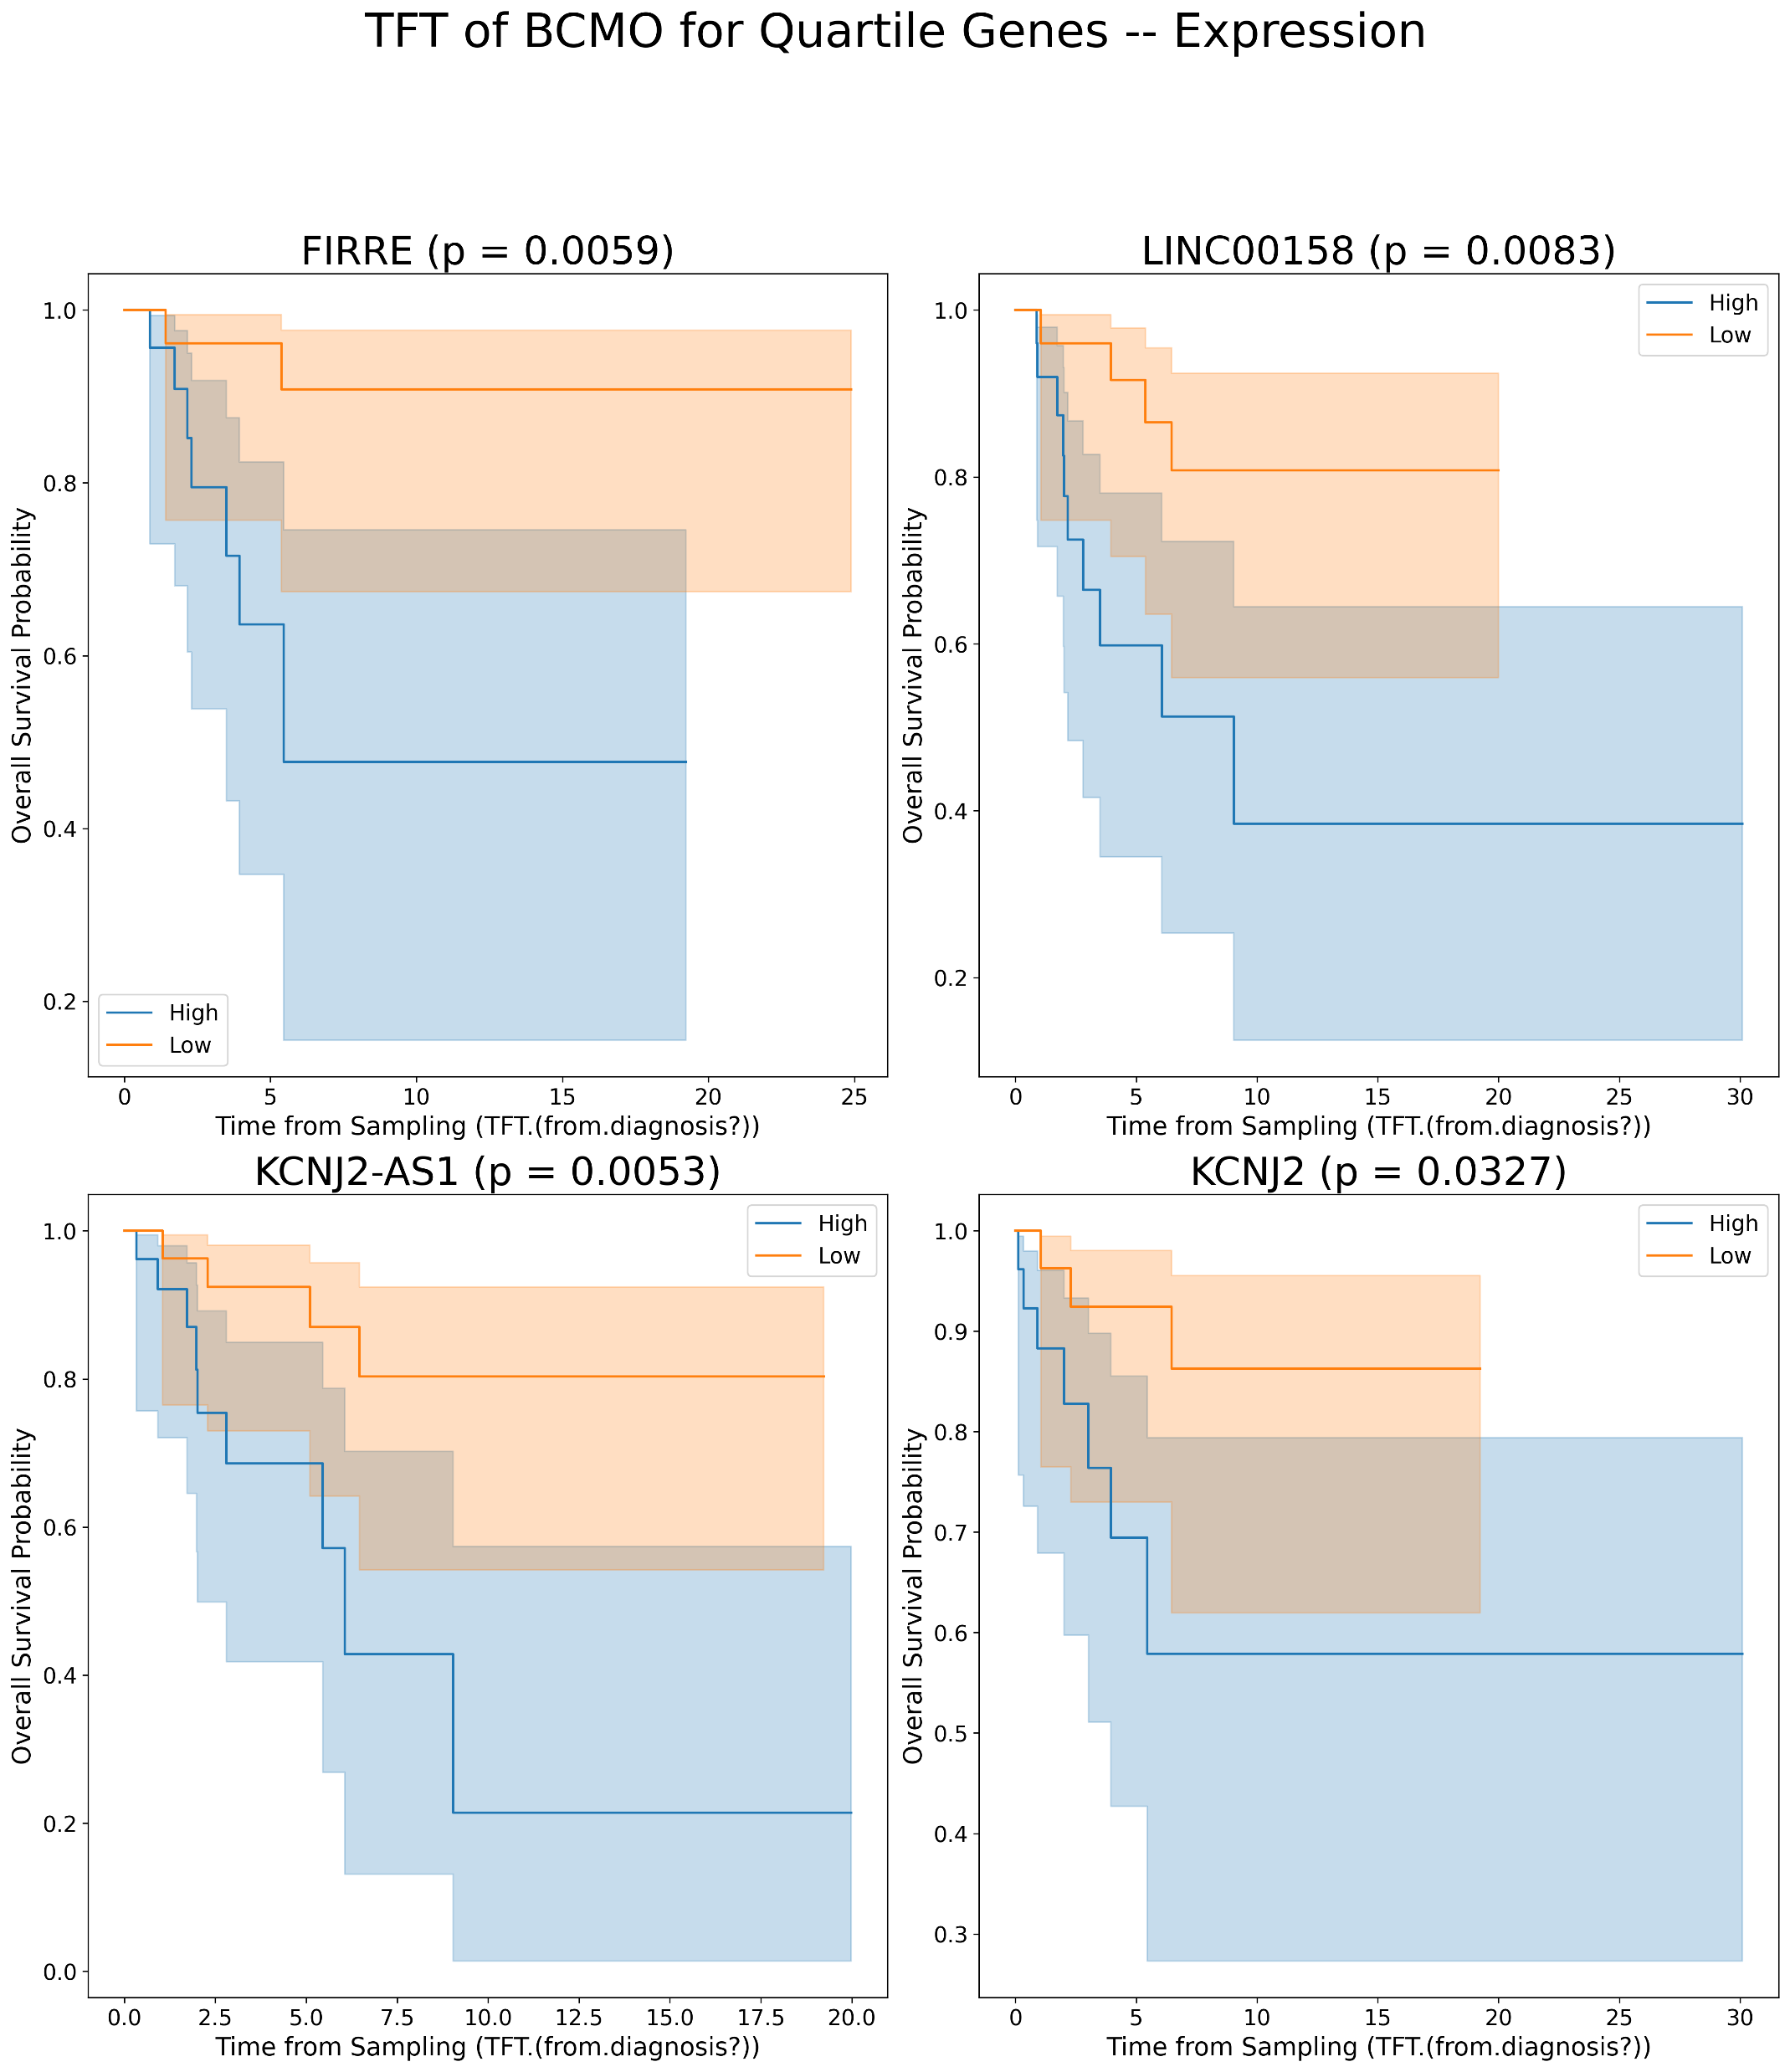 TFT of BCMO for Quartile Genes -- Expression
FIRRE (p = 0.0059)
Overall Survival Probability
1.0
0.8
0.6
0.4
0.2
High
Low
0 5 10 15 20 25
Time from Sampling (TFT.(from.diagnosis?))
LINC00158 (p = 0.0083)
Overall Survival Probability
1.0
0.8
0.6
0.4
0.2
High
Low
0 5 10 15 20 25 30
Time from Sampling (TFT.(from.diagnosis?))
KCNJ2-AS1 (p = 0.0053)
Overall Survival Probability
1.0
0.8
0.6
0.4
0.2
0.0
High
Low
0.0 2.5 5.0 7.5 10.0 12.5 15.0 17.5 20.0
Time from Sampling (TFT.(from.diagnosis?))
KCNJ2 (p = 0.0327)
Overall Survival Probability
1.0
0.9
0.8
0.7
0.6
0.5
0.4
0.3
High
Low
0 5 10 15 20 25 30
Time from Sampling (TFT.(from.diagnosis?))